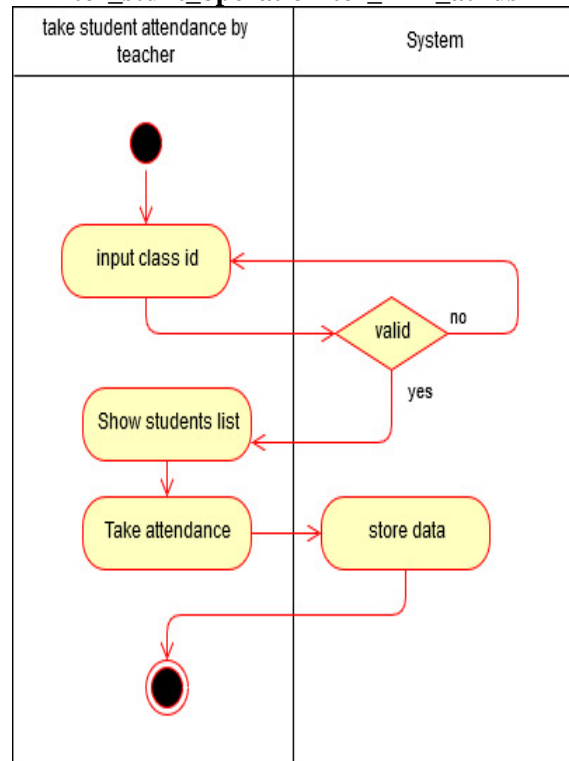 take student attendance by
teacher
System
input class id
valid
no
yes
Show students list
Take attendance
store data